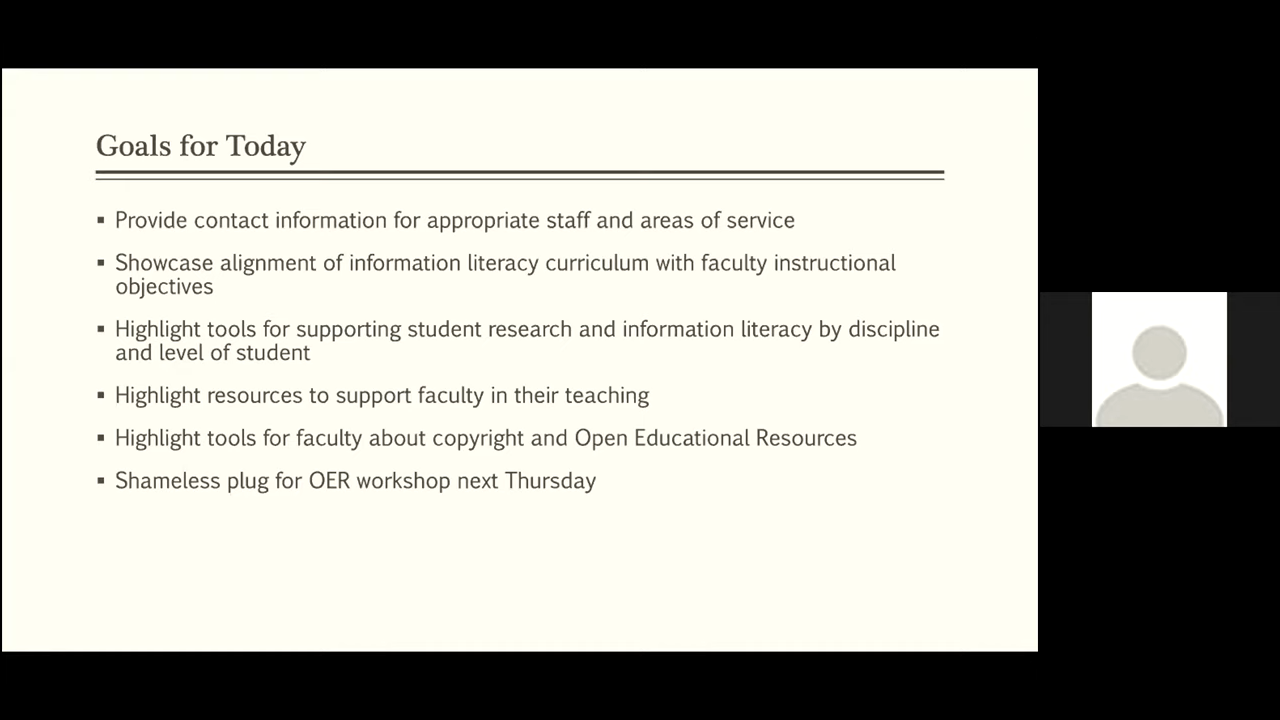 Goals for Today
▪ Provide contact information for appropriate staff and areas of service
▪ Showcase alignment of information literacy curriculum with faculty instructional
objectives
▪ Highlight tools for supporting student research and information literacy by discipline
and level of student
▪ Highlight resources to support faculty in their teaching
▪ Highlight tools for faculty about copyright and Open Educational Resources
▪ Shameless plug for OER workshop next Thursday